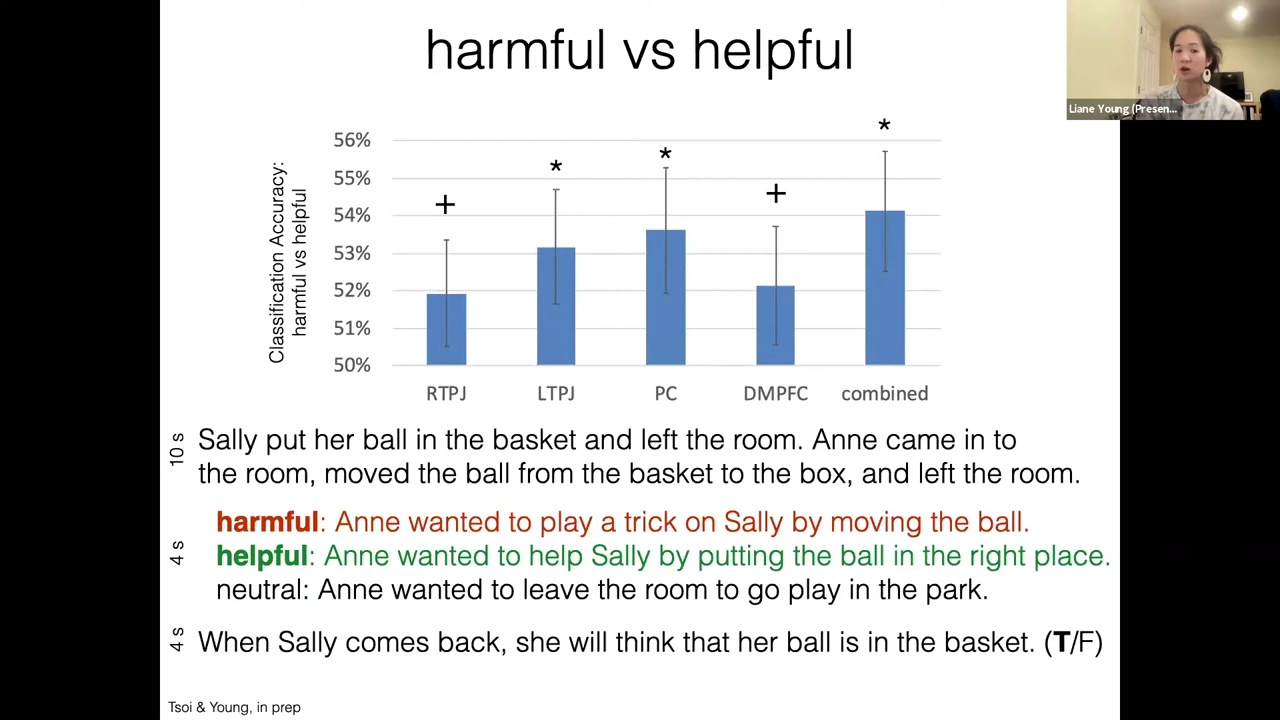 harmful vs helpful
Liane Young (Presen...
Classification Accuracy:
harmful vs helpful
56%
55%
54%
53%
52%
51%
50%
+
*
*
+
*
RTPJ
LTPJ
PC
DMPFC
combined
10 s
Sally put her ball in the basket and left the room. Anne came in to
the room, moved the ball from the basket to the box, and left the room.
4 s
harmful: Anne wanted to play a trick on Sally by moving the ball.
helpful: Anne wanted to help Sally by putting the ball in the right place.
neutral: Anne wanted to leave the room to go play in the park.
4 s
When Sally comes back, she will think that her ball is in the basket. (T/F)
Tsoi & Young, in prep